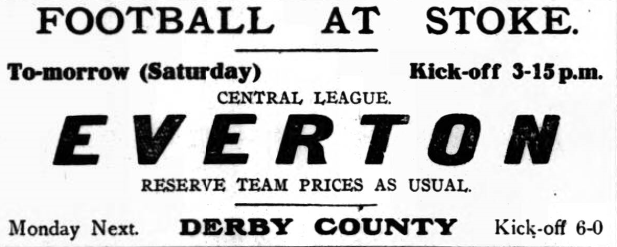 FOOTBALL AT STOKE.
To-morrow (Saturday) Kick-off 3-15 p.m.
CENTRAL LEAGUE.
EVERTON
RESERVE TEAM PRICES AS USUAL.
Monday Next. DERBY COUNTY Kick-off 6-0